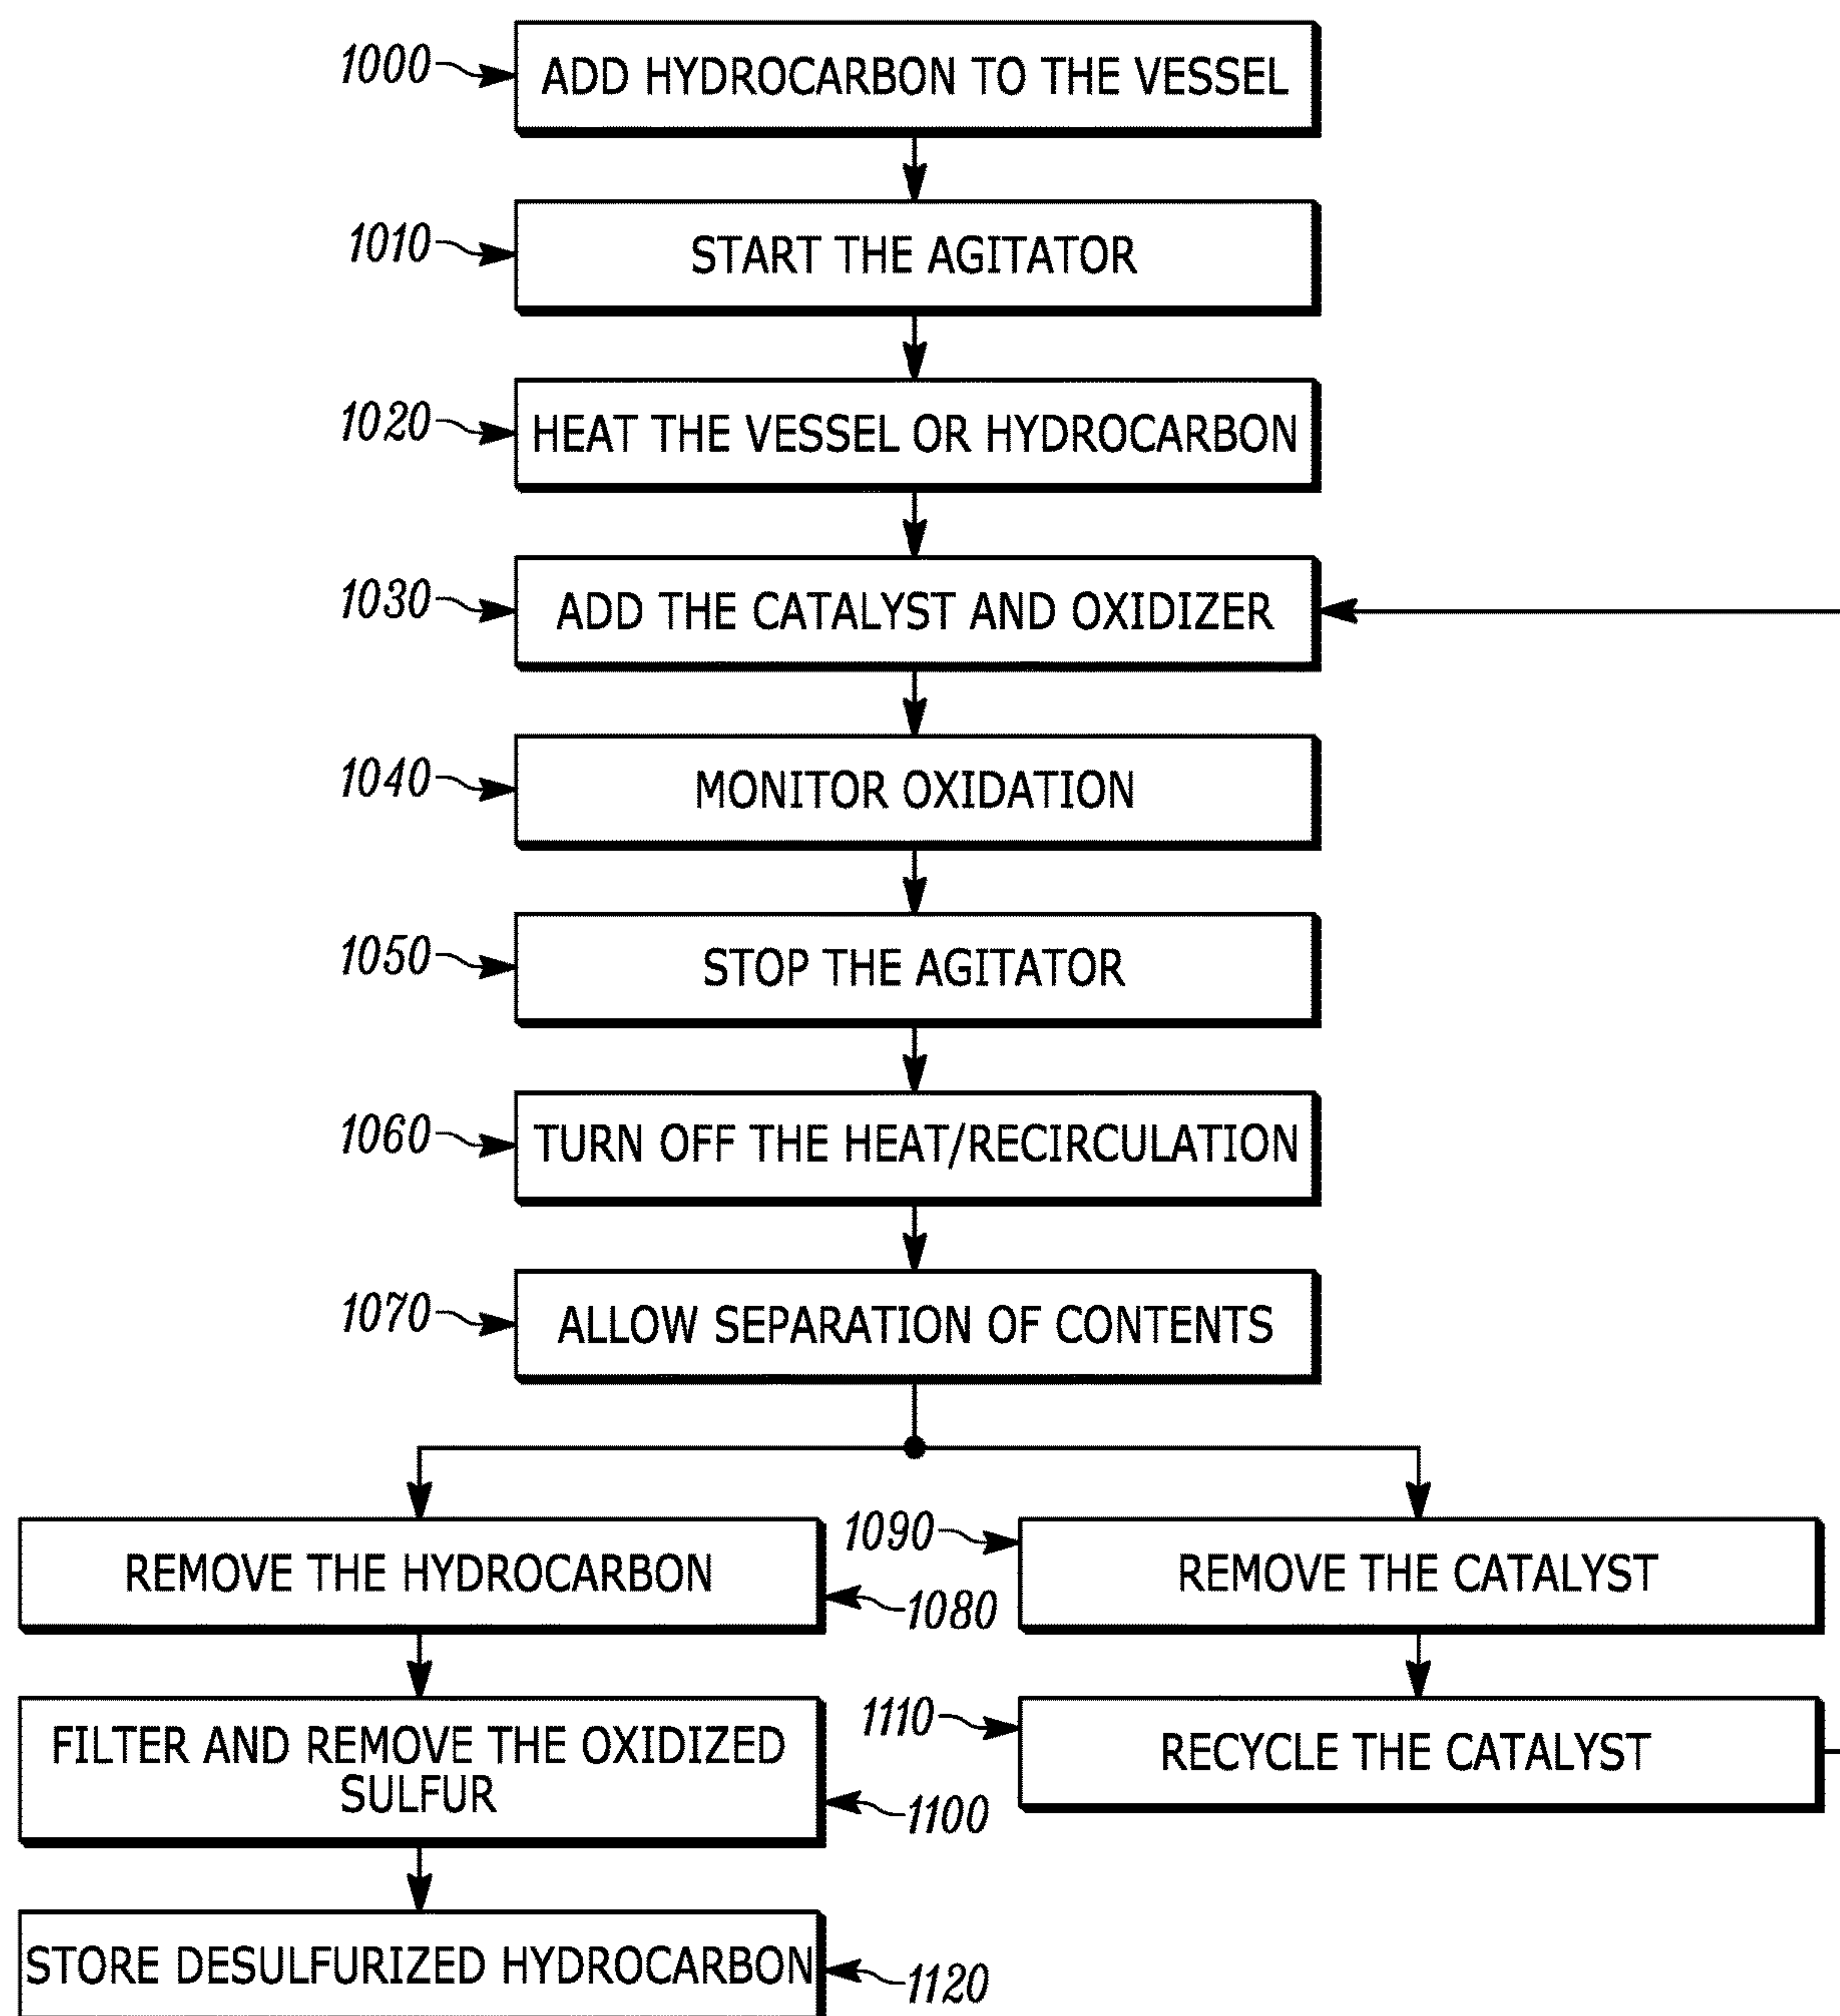 1000
ADD HYDROCARBON TO THE VESSEL
1010
START THE AGITATOR
1020
HEAT THE VESSEL OR HYDROCARBON
1030
ADD THE CATALYST AND OXIDIZER
1040
MONITOR OXIDATION
1050
STOP THE AGITATOR
1060
TURN OFF THE HEAT/RECIRCULATION
1070
ALLOW SEPARATION OF CONTENTS
REMOVE THE HYDROCARBON
1080
1090
REMOVE THE CATALYST
FILTER AND REMOVE THE OXIDIZED
SULFUR
1100
1110
RECYCLE THE CATALYST
STORE DESULFURIZED HYDROCARBON
1120